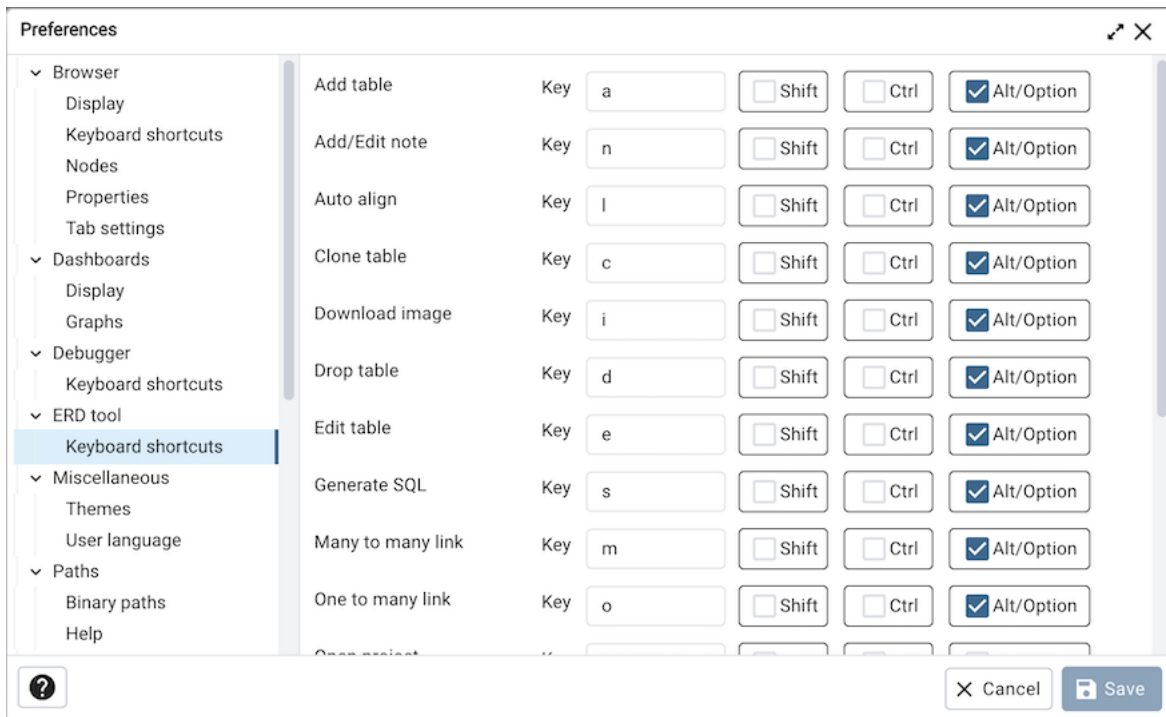 Preferences
Browser
Display
Keyboard shortcuts
Nodes
Properties
Tab settings
Dashboards
Display
Graphs
Debugger
Keyboard shortcuts
ERD tool
Keyboard shortcuts
Miscellaneous
Themes
User language
Paths
Binary paths
Help
Add table Key a Shift Ctrl Alt/Option
Add/Edit note Key n Shift Ctrl Alt/Option
Auto align Key l Shift Ctrl Alt/Option
Clone table Key c Shift Ctrl Alt/Option
Download image Key i Shift Ctrl Alt/Option
Drop table Key d Shift Ctrl Alt/Option
Edit table Key e Shift Ctrl Alt/Option
Generate SQL Key s Shift Ctrl Alt/Option
Many to many link Key m Shift Ctrl Alt/Option
One to many link Key o Shift Ctrl Alt/Option
Open project Key
? Cancel Save